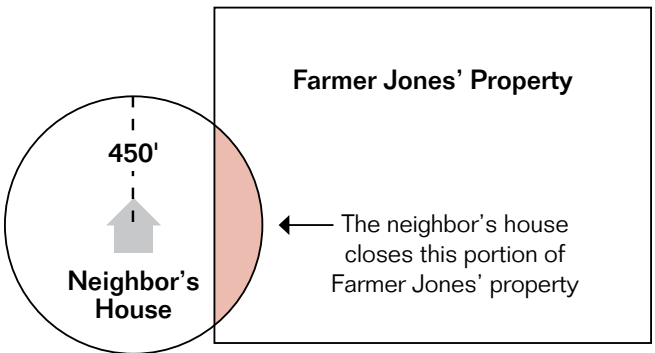 Farmer Jones’ Property
450'
The neighbor’s house
closes this portion of
Farmer Jones’ property
Neighbor’s
House